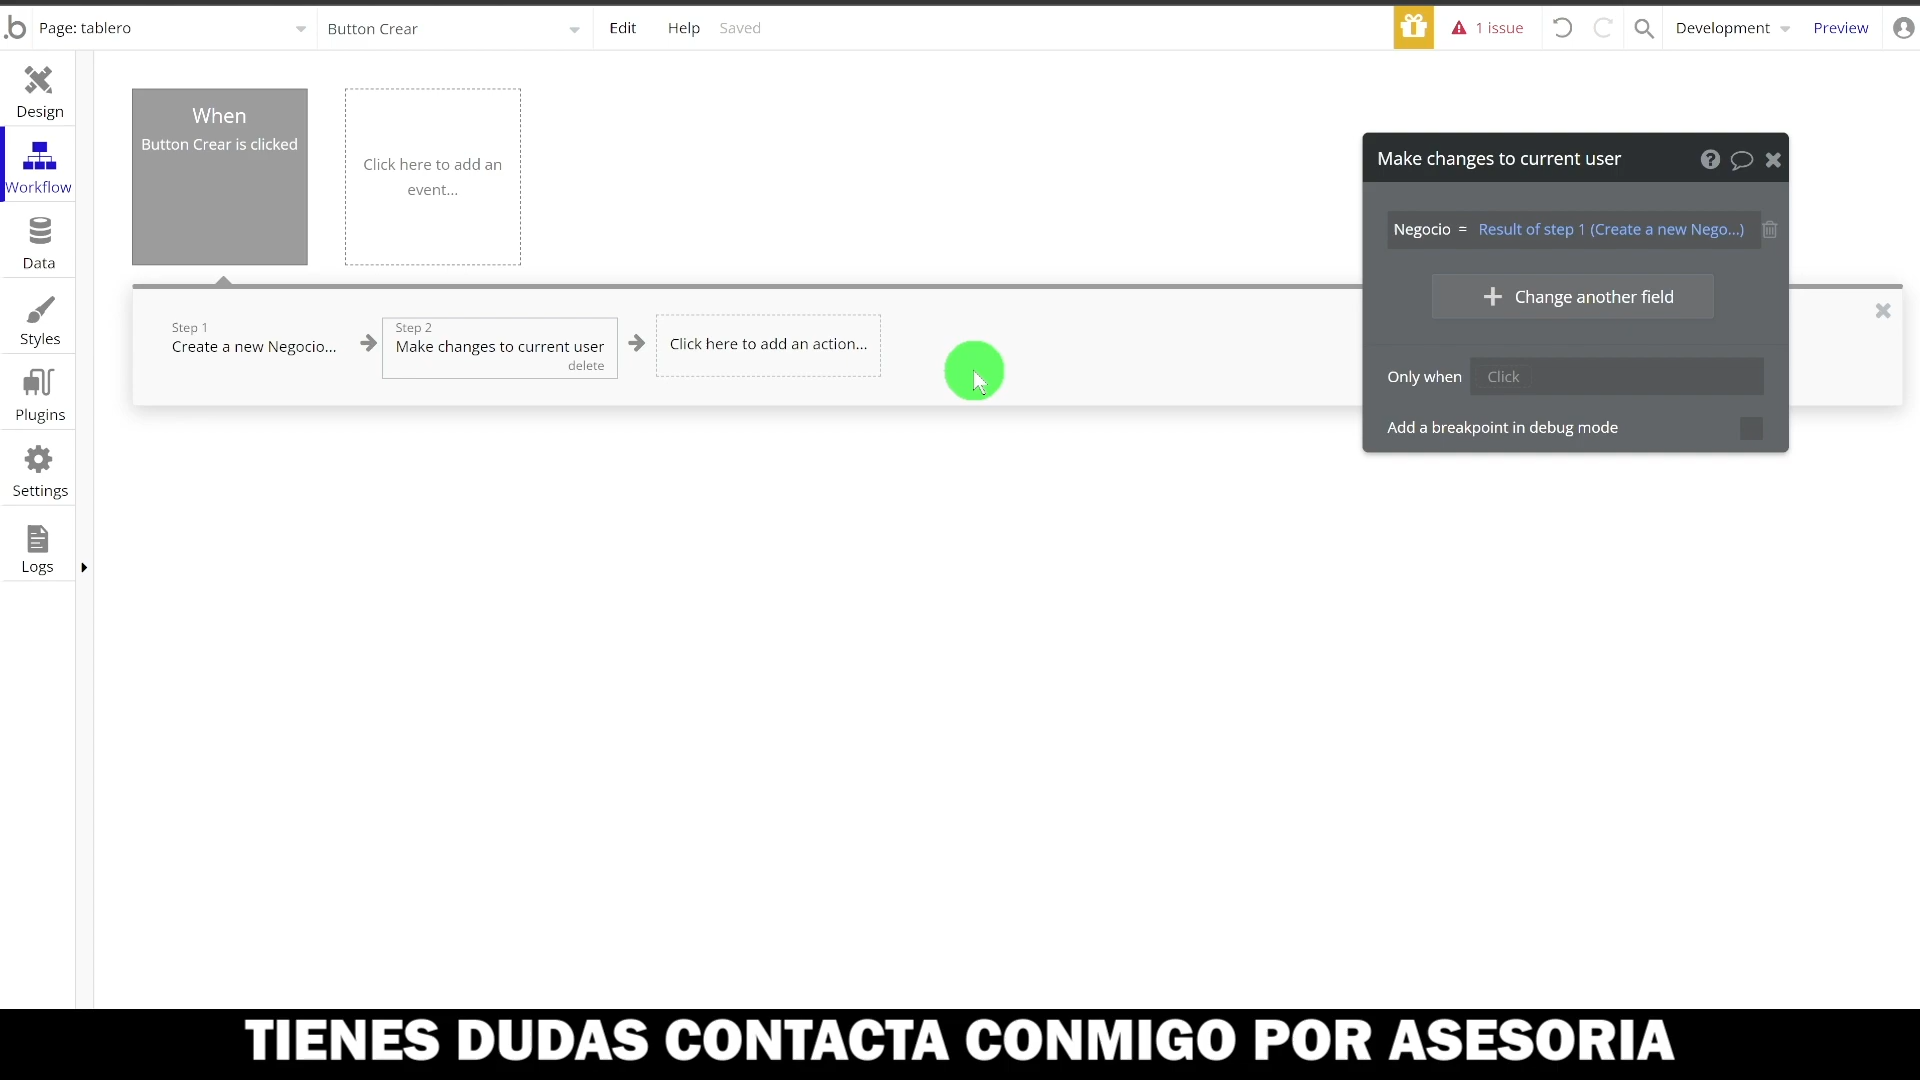 .b Page: tablero Button Crear Edit Help Saved 1 issue Development Preview
Design
Workflow
Data
Styles
Plugins
Settings
Logs
When
Button Crear is clicked
Click here to add an
event...
Step 1
Create a new Negocio...
Step 2
Make changes to current user
delete
Click here to add an action...
Make changes to current user
Negocio = Result of step 1 (Create a new Nego...)
Change another field
Only when Click
Add a breakpoint in debug mode
TIENES DUDAS CONTACTA CONMIGO POR ASESORIA